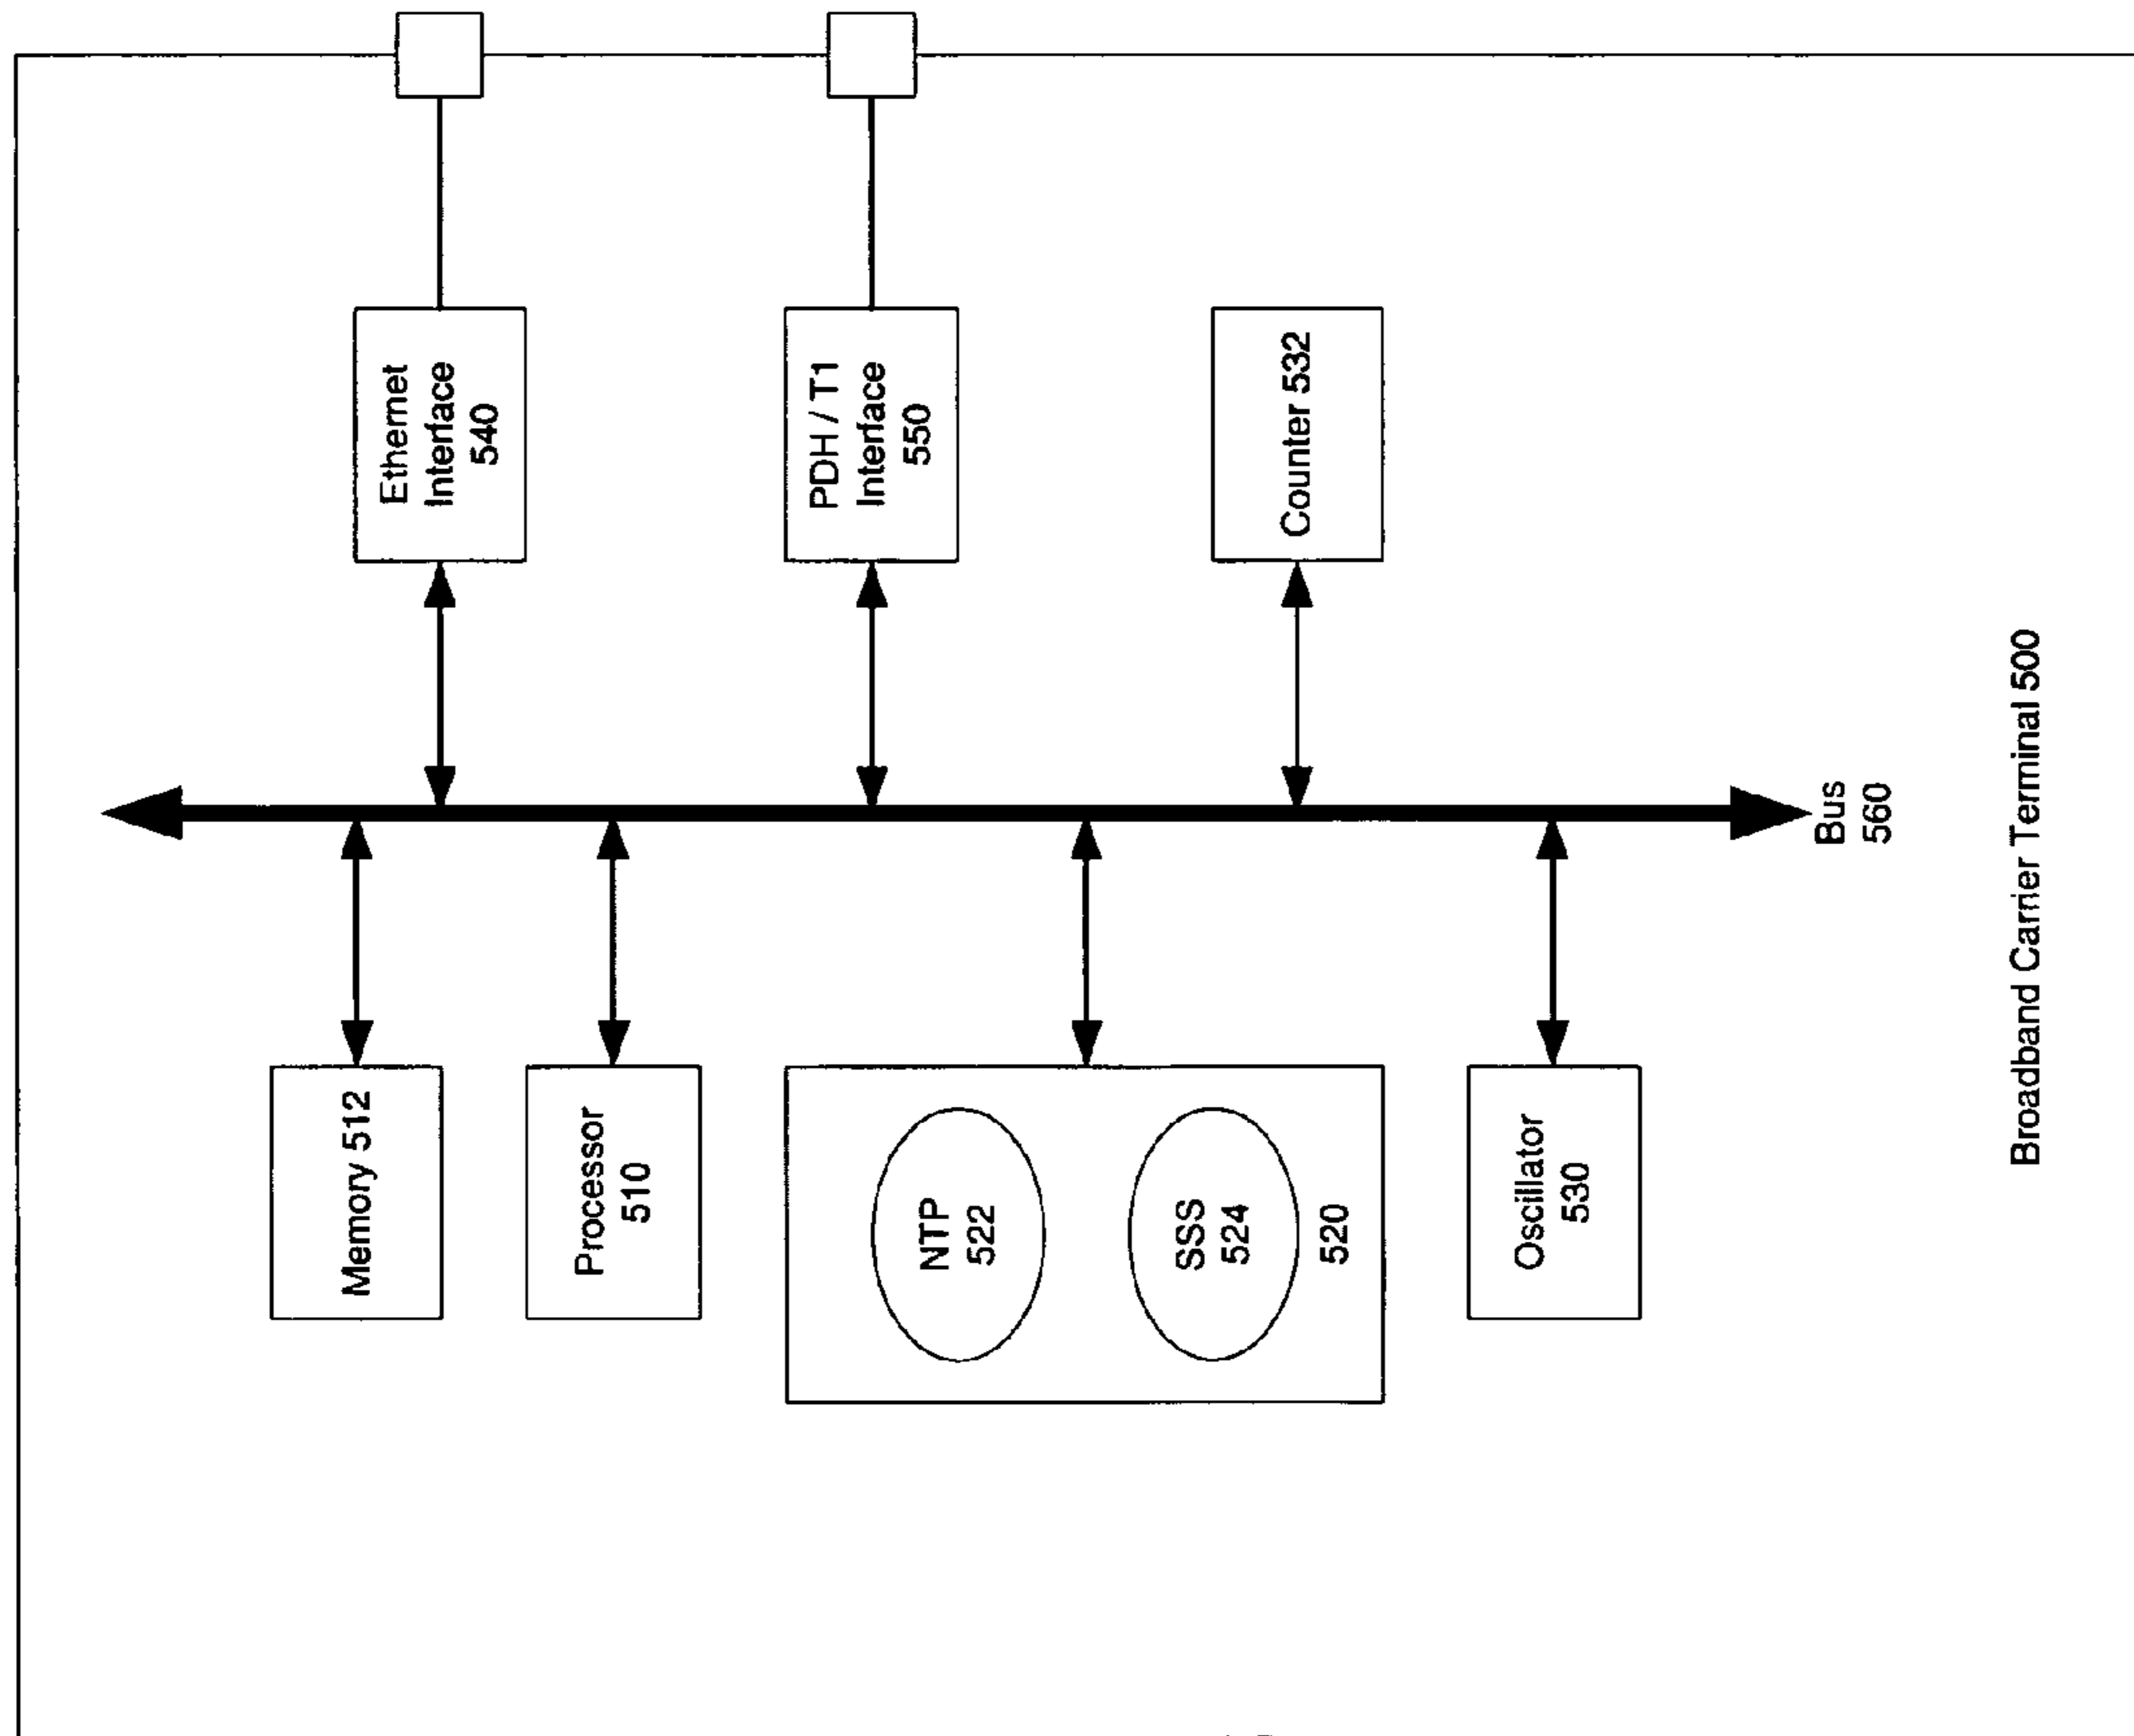 Ethernet
Interface
540
PDH / T1
Interface
550
Counter 532
Bus
560
Memory 512
Processor
510
NTP
522
SSS
524
520
Oscillator
530
Broadband Carrier Terminal 500